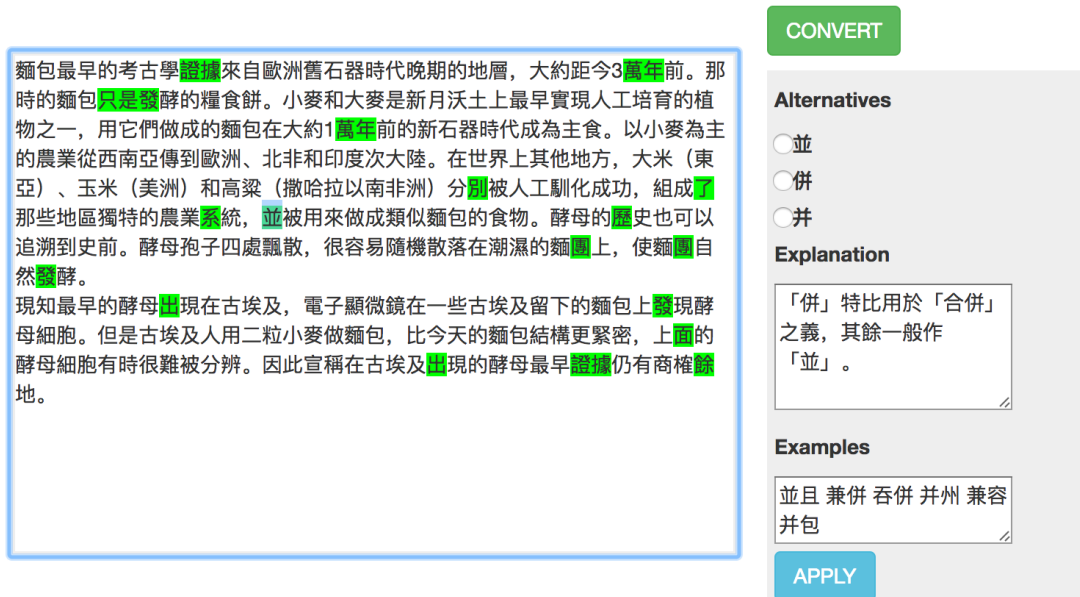 麵包最早的考古學證據來自歐洲舊石器時代晚期的地層，大約距今3萬年前。那
時的麵包只是發酵的糧食餅。小麥和大麥是新月沃土上最早實現人工培育的植
物之一，用它們做成的麵包在大約1萬年前的新石器時代成為主食。以小麥為主
的農業從西南亞傳到歐洲、北非和印度次大陸。在世界上其他地方，大米（東
亞）、玉米（美洲）和高粱（撒哈拉以南非洲）分別被人工馴化成功，組成了
那些地區獨特的農業系統，並被用來做成類似麵包的食物。酵母的歷史也可以
追溯到史前。酵母孢子四處飄散，很容易隨機散落在潮濕的麵團上，使麵團自
然發酵。
現知最早的酵母出現在古埃及，電子顯微鏡在一些古埃及留下的麵包上發現酵
母細胞。但是古埃及人用二粒小麥做麵包，比今天的麵包結構更緊密，上面的
酵母細胞有時很難被分辨。因此宣稱在古埃及出現的酵母最早證據仍有商榷餘
地。
CONVERT
Alternatives
並
併
并
Explanation
「併」特比用於「合併」
之義，其餘一般作
「並」。
Examples
並且 兼併 吞併 并州 兼容
并包
APPLY